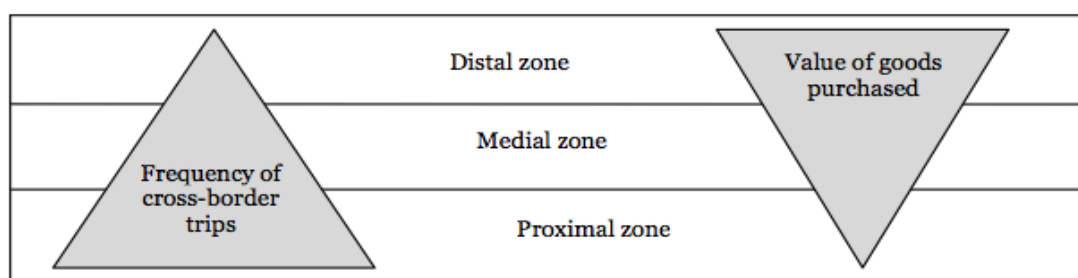 Distal zone
Value of goods
purchased
Medial zone
Frequency of
cross-border
trips
Proximal zone